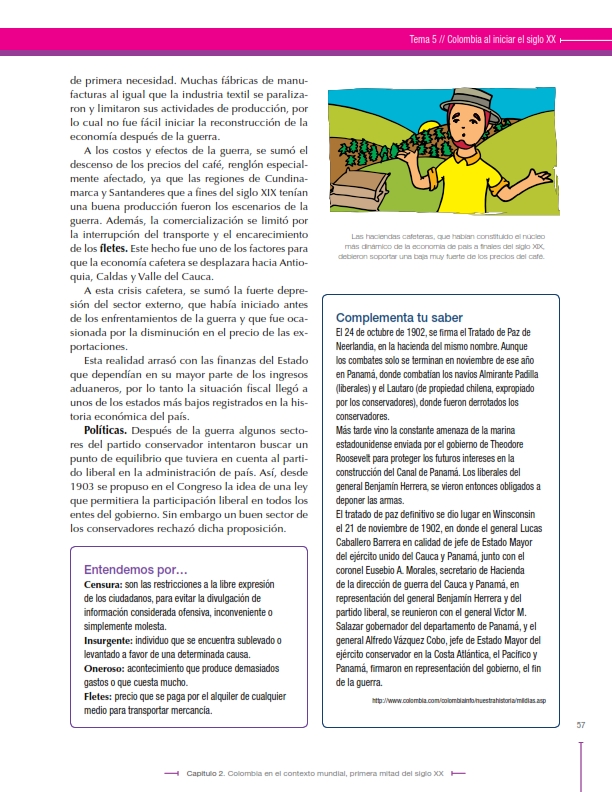 Tema 5 // Colombia al iniciar el siglo XX
de primera necesidad. Muchas fábricas de manu-
facturas al igual que la industria textil se paraliza-
ron y limitaron sus actividades de producción, por
lo cual no fue fácil iniciar la reconstrucción de la
economía después de la guerra.
A los costos y efectos de la guerra, se sumó el
descenso de los precios del café, renglón especial-
mente afectado, ya que las regiones de Cundina-
marca y Santanderes que a fines del siglo XIX tenían
una buena producción fueron los escenarios de la
guerra. Además, la comercialización se limitó por
la interrupción del transporte y el encarecimiento
de los fletes. Este hecho fue uno de los factores para
que la economía cafetera se desplazara hacia Antio-
quia, Caldas y Valle del Cauca.
A esta crisis cafetera, se sumó la fuerte depre-
sión del sector externo, que había iniciado antes
de los enfrentamientos de la guerra y que fue oca-
sionada por la disminución en el precio de las ex-
portaciones.
Esta realidad arrasó con las finanzas del Estado
que dependían en su mayor parte de los ingresos
aduaneros, por lo tanto la situación fiscal llegó a
unos de los estados más bajos registrados en la his-
toria económica del país.
Políticas. Después de la guerra algunos secto-
res del partido conservador intentaron buscar un
punto de equilibrio que tuviera en cuenta al parti-
do liberal en la administración de país. Así, desde
1903 se propuso en el Congreso la idea de una ley
que permitiera la participación liberal en todos los
entes del gobierno. Sin embargo un buen sector de
los conservadores rechazó dicha proposición.
Entendemos por…
Censura: son las restricciones a la libre expresión
de los ciudadanos, para evitar la divulgación de
información considerada ofensiva, inconveniente o
simplemente molesta.
Insurgente: individuo que se encuentra sublevado o
levantado a favor de una determinada causa.
Oneroso: acontecimiento que produce demasiados
gastos o que cuesta mucho.
Fletes: precio que se paga por el alquiler de cualquier
medio para transportar mercancía.
Las haciendas cafeteras, que habían constituido el núcleo
más dinámico de la economía de país a finales del siglo XIX,
debieron soportar una baja muy fuerte de los precios del café.
Complementa tu saber
El 24 de octubre de 1902, se firma el Tratado de Paz de
Neerlandia, en la hacienda del mismo nombre. Aunque
los combates solo se terminan en noviembre de ese año
en Panamá, donde combatían los navíos Almirante Padilla
(liberales) y el Lautaro (de propiedad chilena, expropiado
por los conservadores), donde fueron derrotados los
conservadores.
Más tarde vino la constante amenaza de la marina
estadounidense enviada por el gobierno de Theodore
Roosevelt para proteger los futuros intereses en la
construcción del Canal de Panamá. Los liberales del
general Benjamín Herrera, se vieron entonces obligados a
deponer las armas.
El tratado de paz definitivo se dio lugar en Winsconsin
el 21 de noviembre de 1902, en donde el general Lucas
Caballero Barrera en calidad de jefe de Estado Mayor
del ejército unido del Cauca y Panamá, junto con el
coronel Eusebio A. Morales, secretario de Hacienda
de la dirección de guerra del Cauca y Panamá, en
representación del general Benjamín Herrera y del
partido liberal, se reunieron con el general Víctor M.
Salazar gobernador del departamento de Panamá, y el
general Alfredo Vázquez Cobo, jefe de Estado Mayor del
ejército conservador en la Costa Atlántica, el Pacífico y
Panamá, firmaron en representación del gobierno, el fin
de la guerra.
http://www.colombia.com/colombiainfo/nuestrahistoria/mildias.asp
57
Capítulo 2. Colombia en el contexto mundial, primera mitad del siglo XX